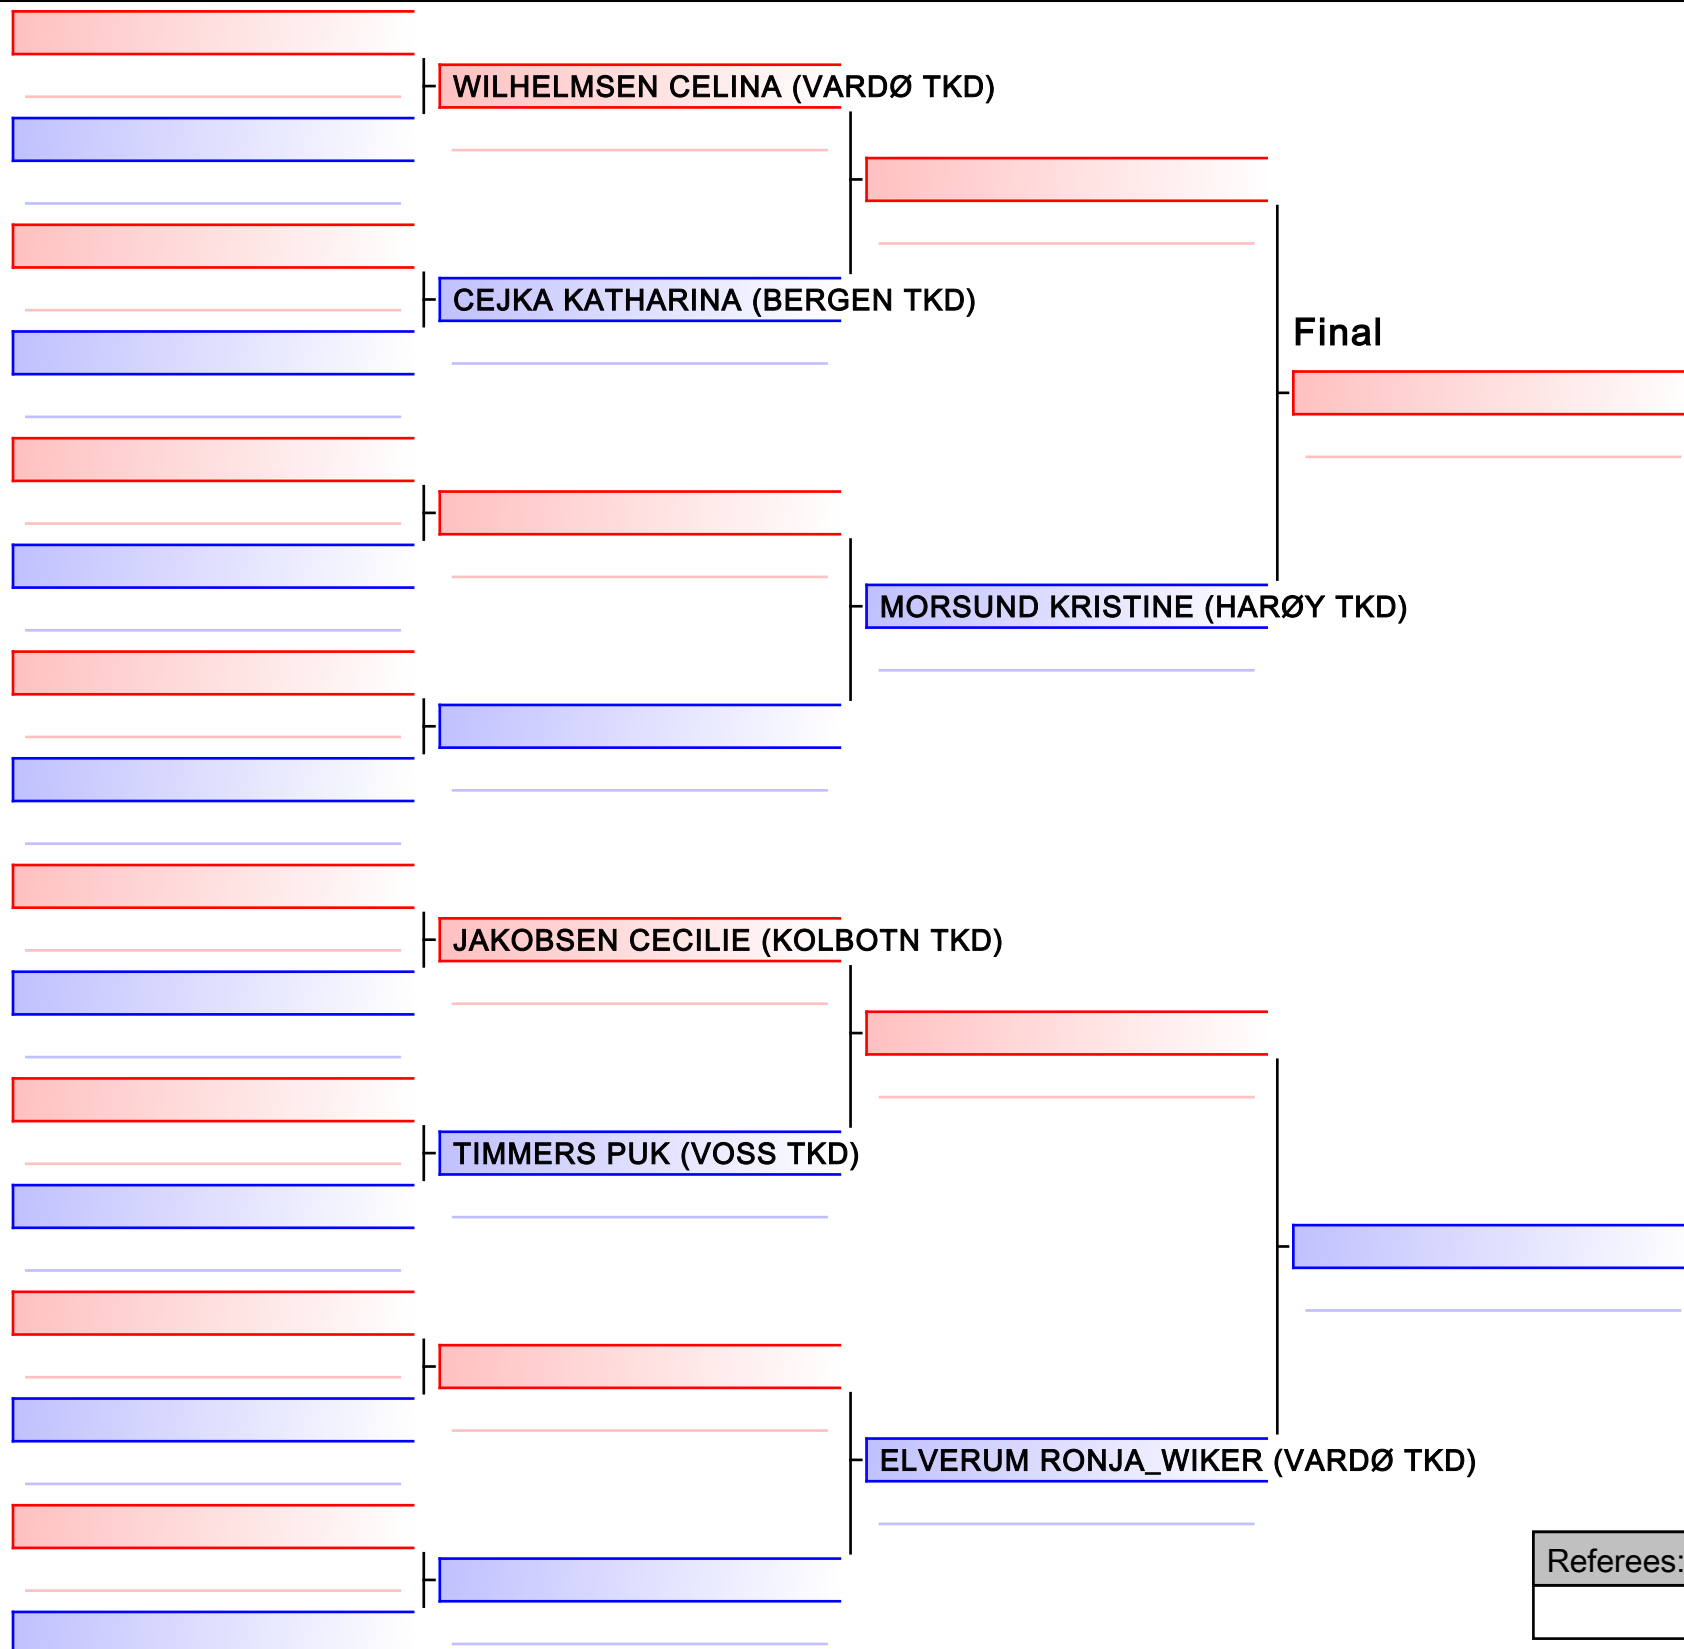 WILHELMSEN CELINA (VARDØ TKD)
CEJKA KATHARINA (BERGEN TKD)
Final
MORSUND KRISTINE (HARØY TKD)
JAKOBSEN CECILIE (KOLBOTN TKD)
TIMMERS PUK (VOSS TKD)
ELVERUM RONJA_WIKER (VARDØ TKD)
Referees: